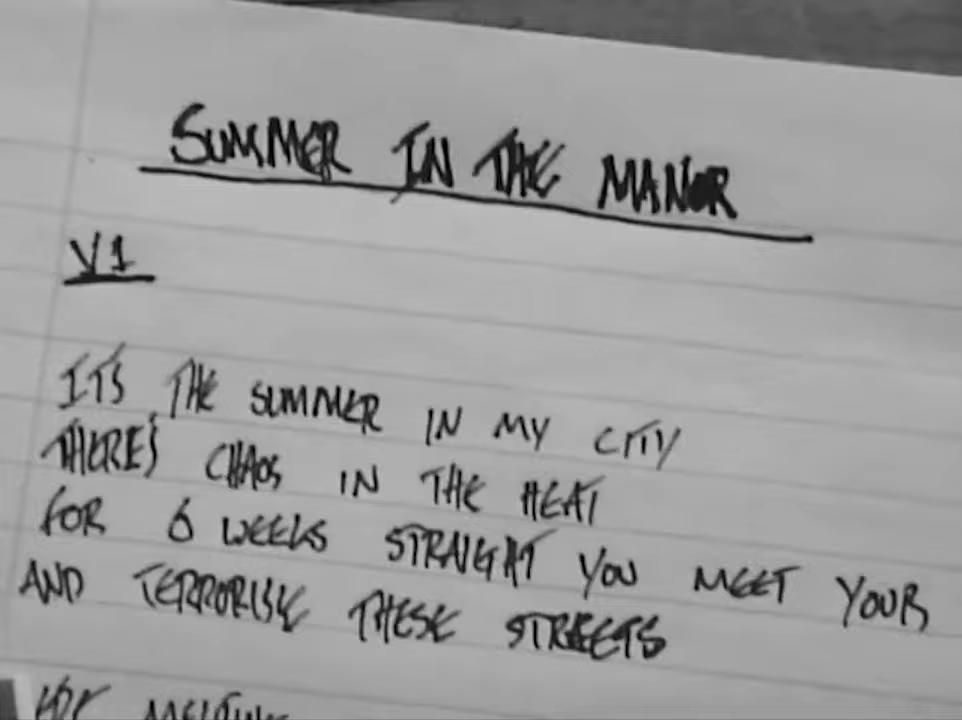 SUMMER IN THE MANOR
V1
IT'S THE SUMMER IN MY CITY
THERE'S CHAOS IN THE HEAT
FOR 6 WEEKS STRAIGHT YOU MEET YOUR
AND TERRORISE THESE STREETS